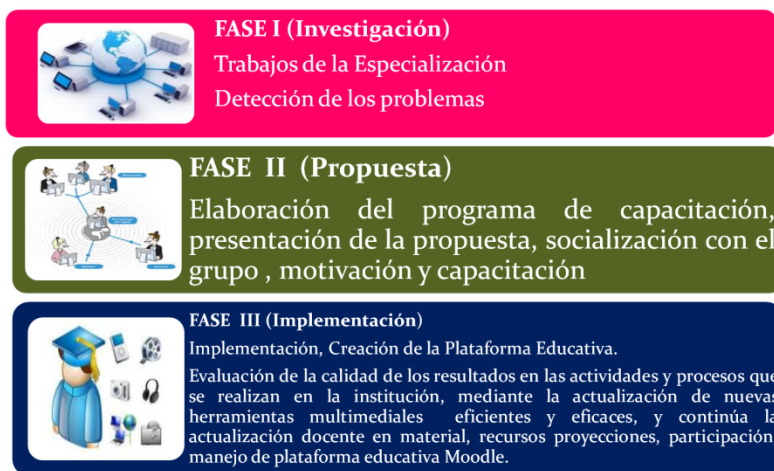 FASE I (Investigación)
Trabajos de la Especialización
Detección de los problemas
FASE II (Propuesta)
Elaboración del programa de capacitación,
presentación de la propuesta, socialización con el
grupo , motivación y capacitación
FASE III (Implementación)
Implementación, Creación de la Plataforma Educativa.
Evaluación de la calidad de los resultados en las actividades y procesos que
se realizan en la institución, mediante la actualización de nuevas
herramientas multimediales eficientes y eficaces, y continúa la
actualización docente en material, recursos proyecciones, participación,
manejo de plataforma educativa Moodle.